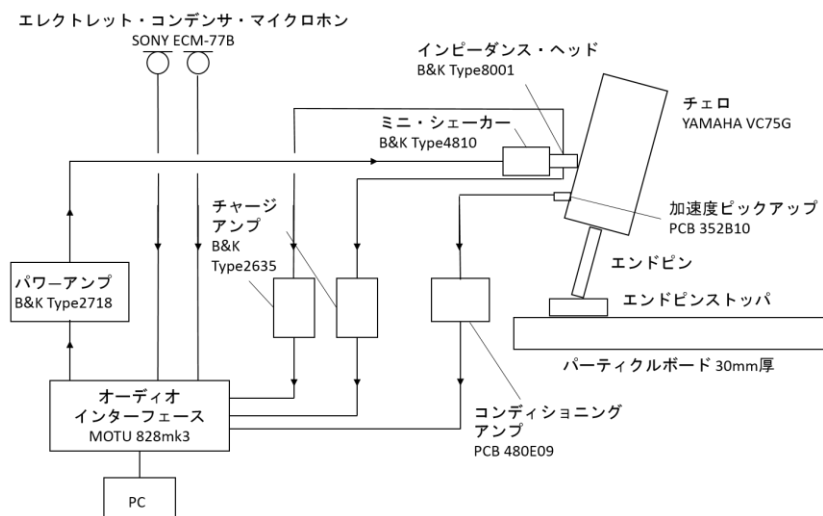 エレクトレット・コンデンサ・マイクロホン
SONY ECM-77B
インピーダンス・ヘッド
B&K Type8001
チェロ
YAMAHA VC75G
ミニ・シェーカー
B&K Type4810
チャージ
アンプ
B&K
Type2635
加速度ピックアップ
PCB 352B10
パワーアンプ
B&K Type2718
エンドピン
エンドピンストッパ
パーティクルボード 30mm厚
オーディオ
インターフェース
MOTU 828mk3
コンディショニング
アンプ
PCB 480E09
PC